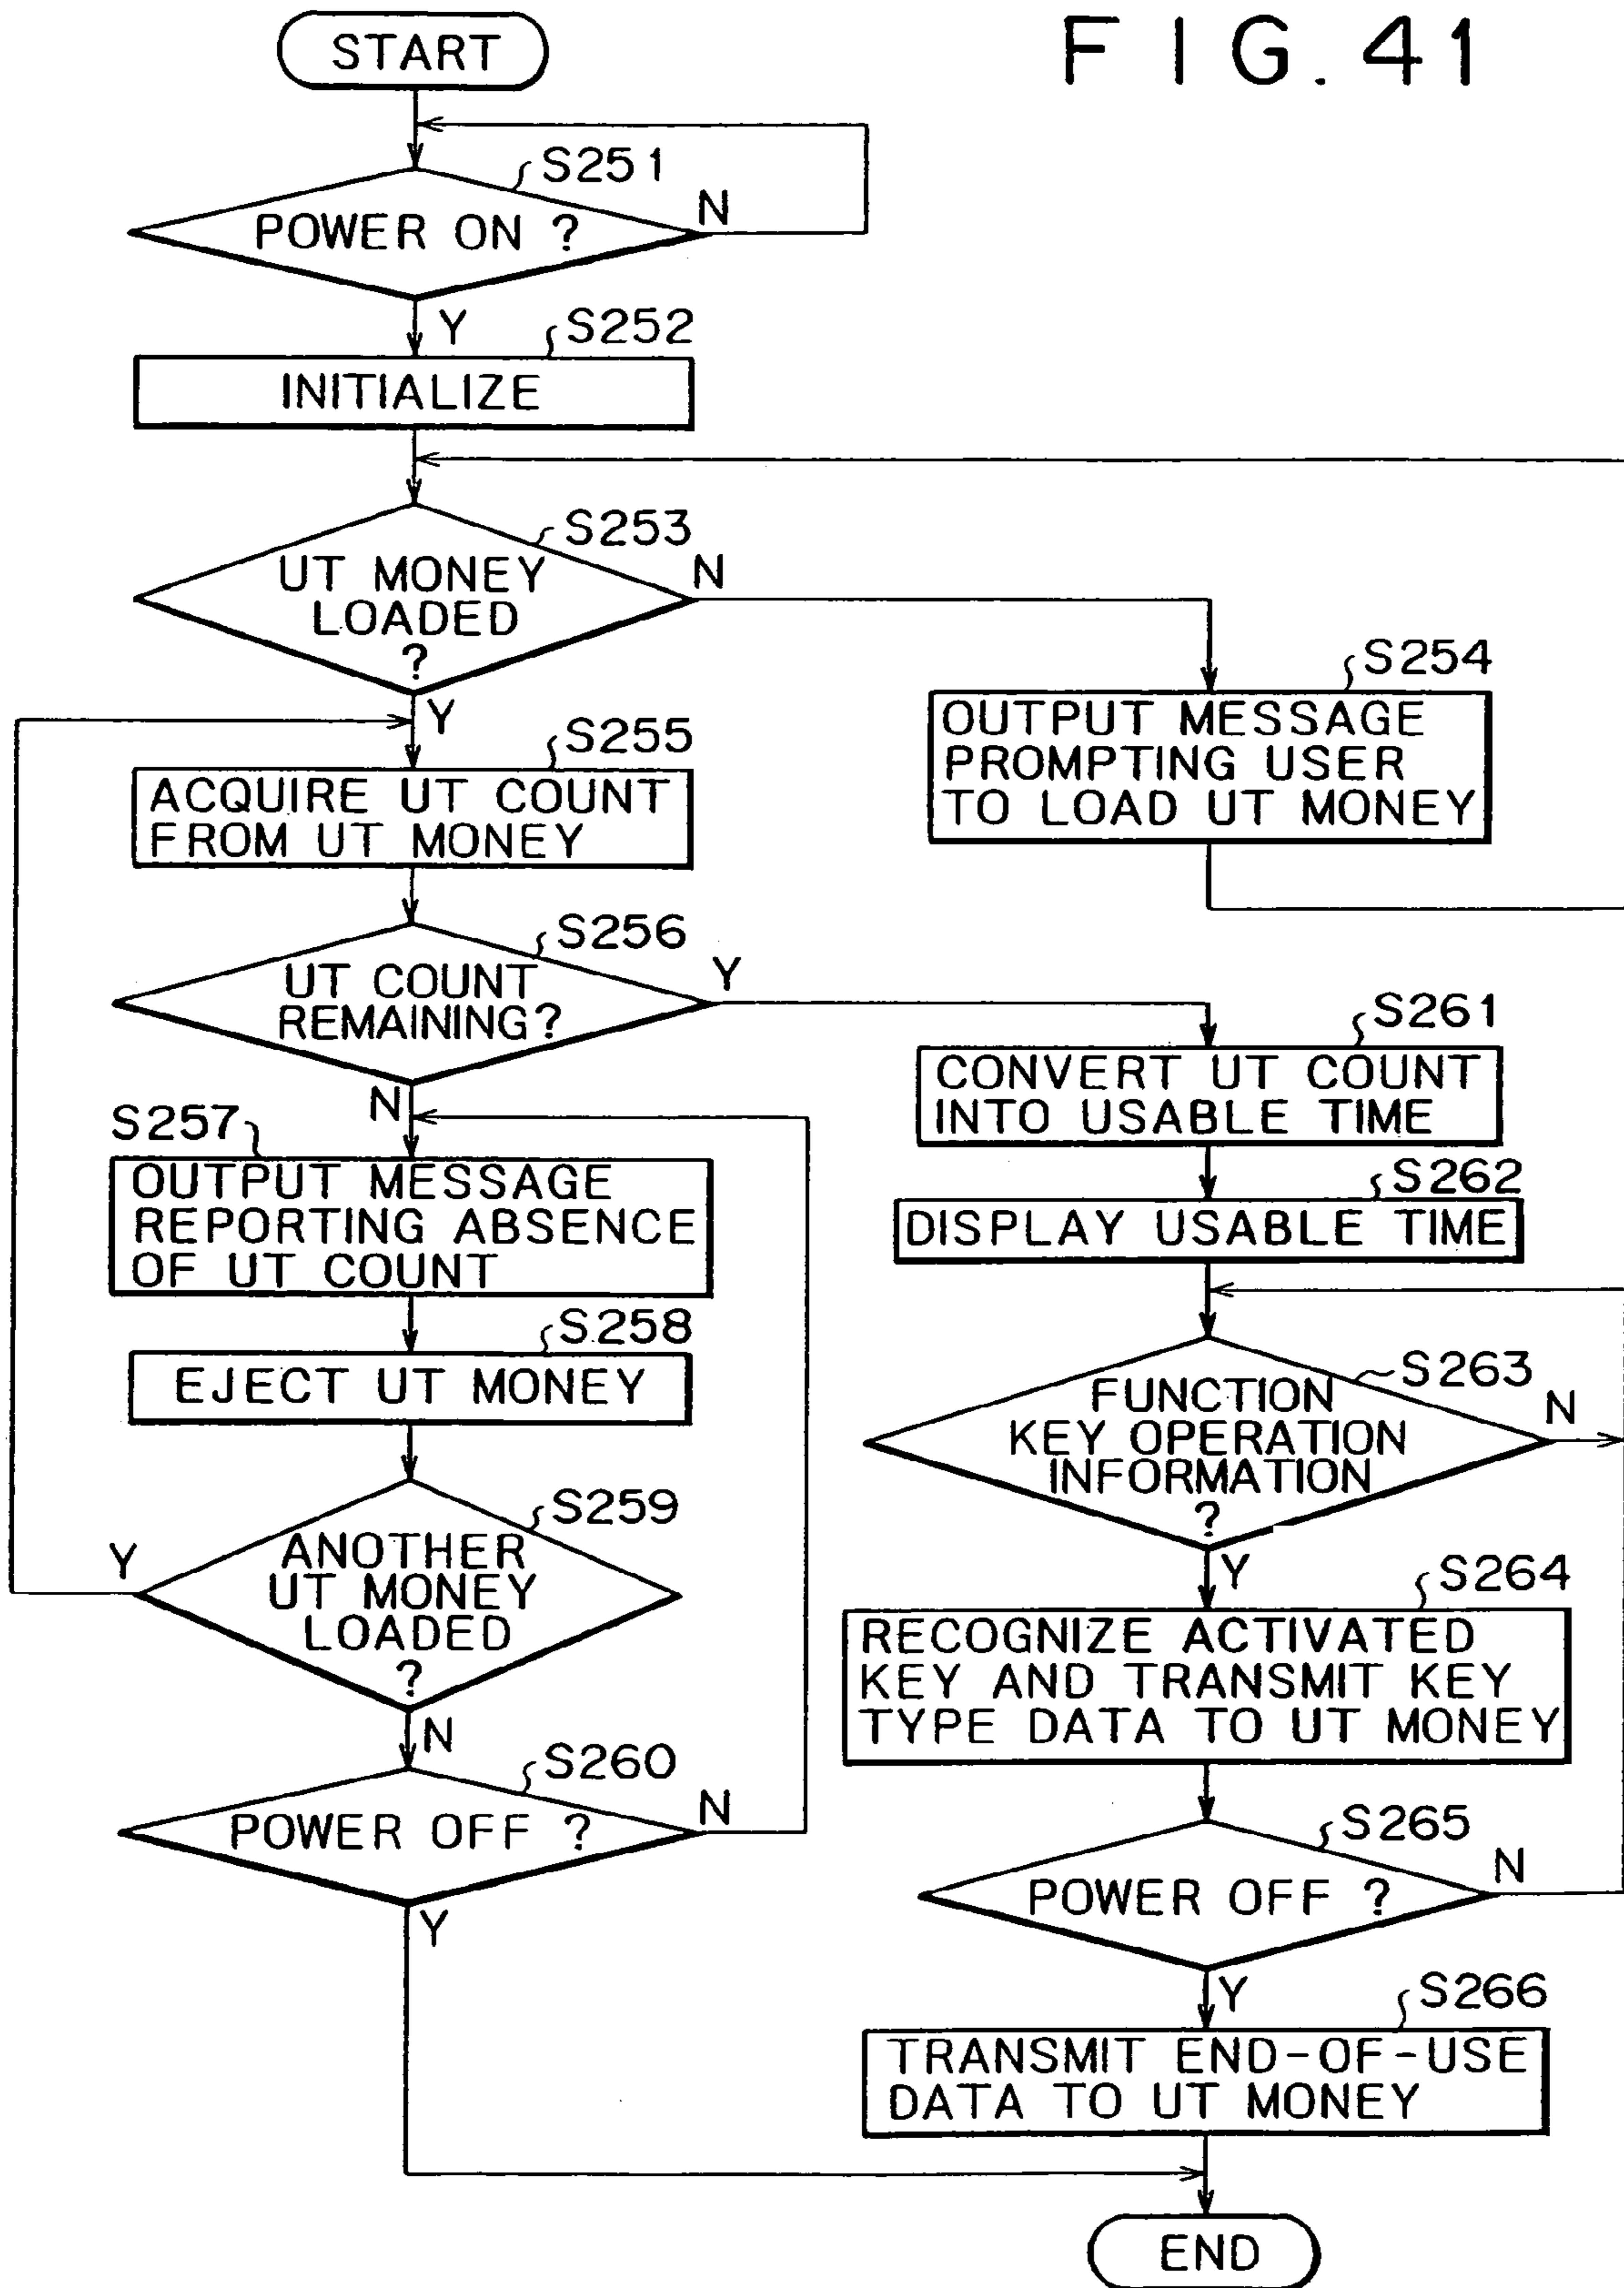 FIG. 41
START
S251
POWER ON ?
N
Y
S252
INITIALIZE
S253
UT MONEY
LOADED
?
N
Y
S254
OUTPUT MESSAGE
PROMPTING USER
TO LOAD UT MONEY
S255
ACQUIRE UT COUNT
FROM UT MONEY
S256
UT COUNT
REMAINING?
Y
N
S257
OUTPUT MESSAGE
REPORTING ABSENCE
OF UT COUNT
S258
EJECT UT MONEY
S259
ANOTHER
UT MONEY
LOADED
?
Y
N
S260
POWER OFF ?
N
Y
S261
CONVERT UT COUNT
INTO USABLE TIME
S262
DISPLAY USABLE TIME
S263
FUNCTION
KEY OPERATION
INFORMATION
?
N
Y
S264
RECOGNIZE ACTIVATED
KEY AND TRANSMIT KEY
TYPE DATA TO UT MONEY
S265
POWER OFF ?
N
Y
S266
TRANSMIT END-OF-USE
DATA TO UT MONEY
END